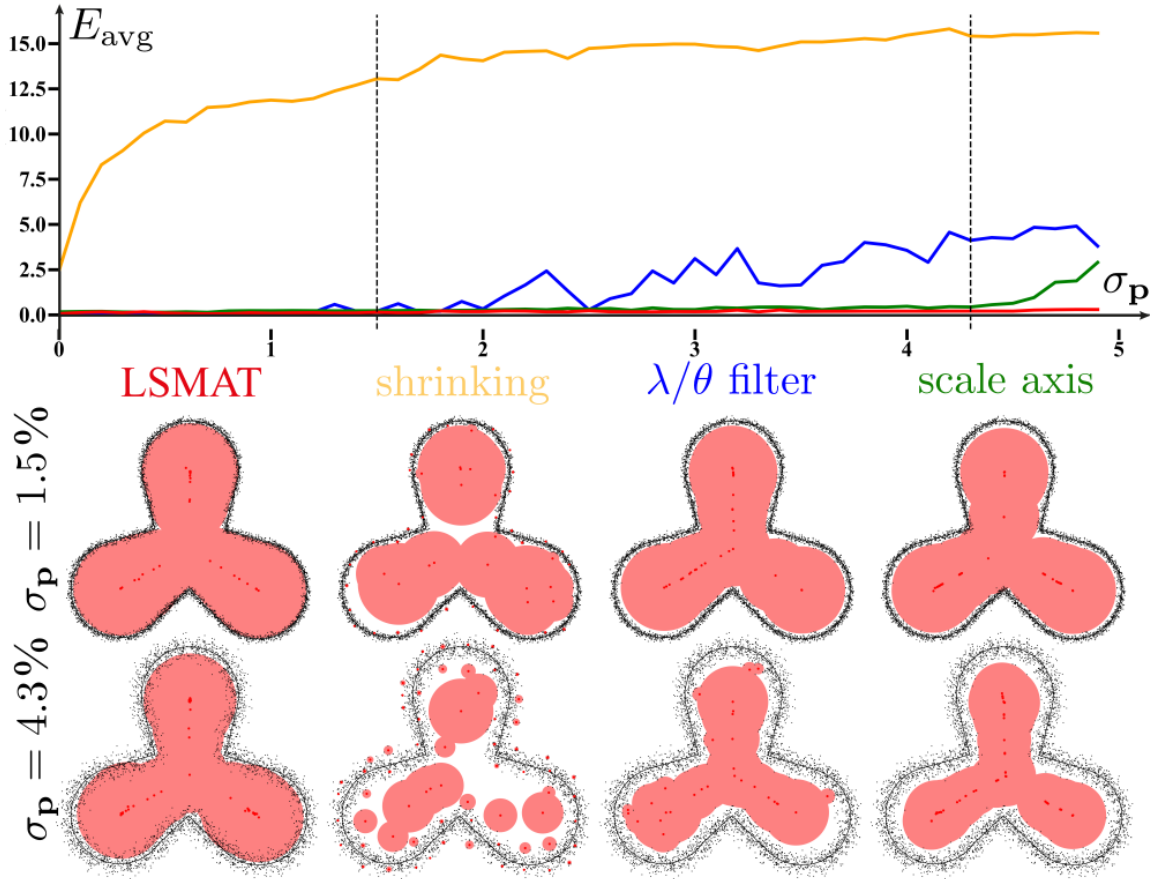 E_avg
15.0
12.5
10.0
7.5
5.0
2.5
0.0
σ_p
0 1 2 3 4 5
LSMAT shrinking λ/θ filter scale axis
σ_p = 1.5%
σ_p = 4.3%